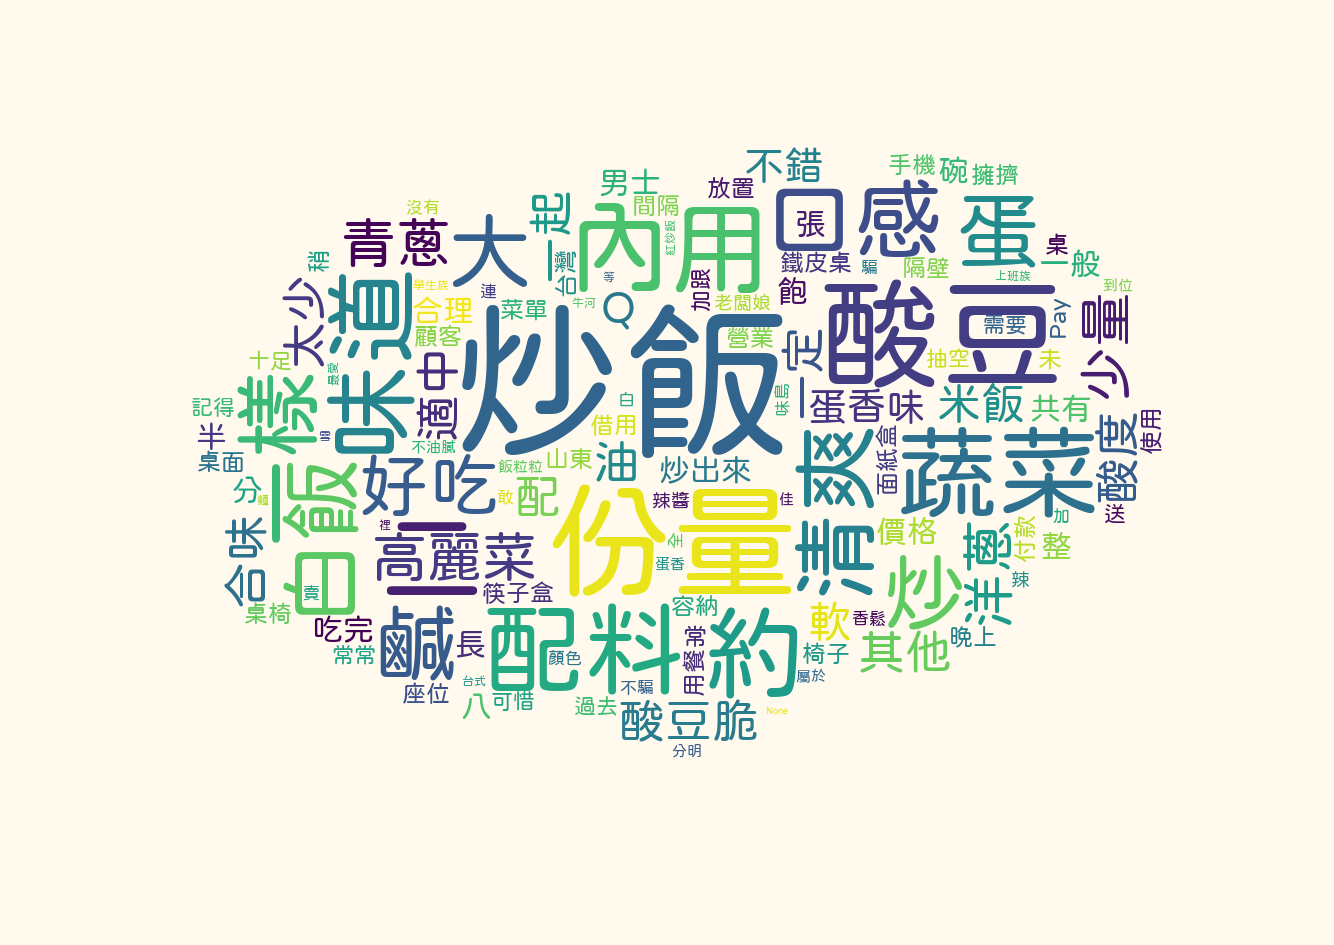 不錯
手機
碗
擁擠
男士
放置
間隔
沒有
青蔥
大
一起
內用
紅炒飯
口感
張
蛋
桌
一般
台灣
鐵皮桌
騙
隔壁
上班族
到位
稍
太少
味道
學生族
連
等
加跟
飽
合理
菜單
牛河
Q
老闆娘
酸豆
需要
Pay
少量
顧客
營業
一定
抽空
未
十足
最愛
適中
炒飯
白
味島
蛋香味
米飯
共有
記得
一樣
半
借用
桌面
不油膩
爽
面紙盒
蔬菜
酸度
使用
白飯
好吃
飯粒粒
山東
油
炒出來
分
敢
配
辣醬
佳
送
裡
份量
清
加
合味
高麗菜
全
價格
洋蔥
付款
整
蛋香
賣
筷子盒
炒
辣
桌椅
容納
軟
香鬆
吃完
鹹
配料
約
晚上
常常
長
顏色
用餐常
椅子
其他
台式
不騙
屬於
座位
八
可惜
過去
酸豆脆
None
分明